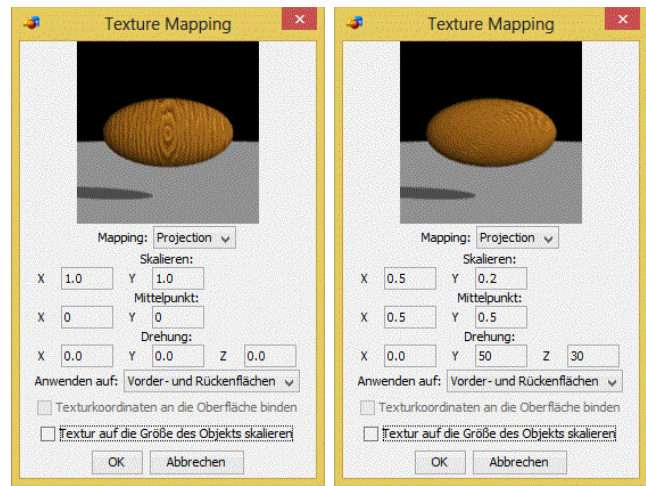 Texture Mapping
Mapping: Projection
Skalieren:
X 1.0 Y 1.0
Mittelpunkt:
X 0 Y 0
Drehung:
X 0.0 Y 0.0 Z 0.0
Anwenden auf: Vorder- und Rückenflächen
Texturkoordinaten an die Oberfläche binden
Textur auf die Größe des Objekts skalieren
OK Abbrechen
Texture Mapping
Mapping: Projection
Skalieren:
X 0.5 Y 0.2
Mittelpunkt:
X 0.5 Y 0.5
Drehung:
X 0.0 Y 50 Z 30
Anwenden auf: Vorder- und Rückenflächen
Texturkoordinaten an die Oberfläche binden
Textur auf die Größe des Objekts skalieren
OK Abbrechen